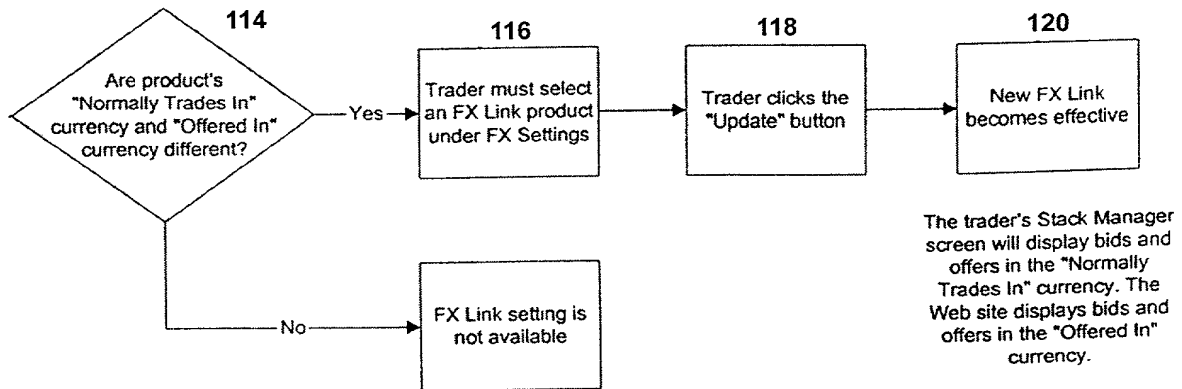 114
Are product's
"Normally Trades In"
currency and "Offered In"
currency different?
Yes
116
Trader must select
an FX Link product
under FX Settings
118
Trader clicks the
"Update" button
120
New FX Link
becomes effective
The trader's Stack Manager
screen will display bids and
offers in the "Normally
Trades In" currency. The
Web site displays bids and
offers in the "Offered In"
currency.
No
FX Link setting is
not available